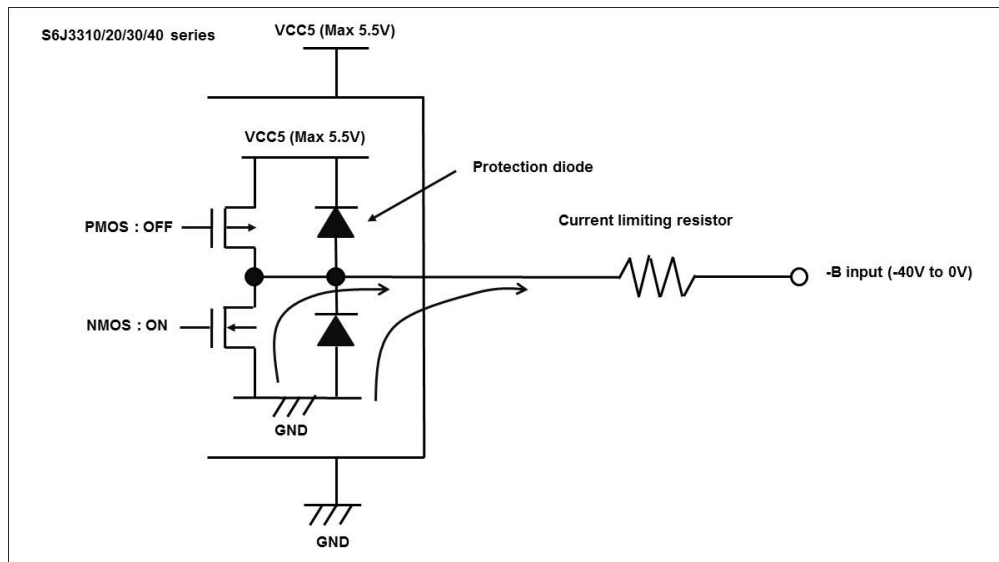 S6J3310/20/30/40 series
VCC5 (Max 5.5V)
VCC5 (Max 5.5V)
Protection diode
PMOS : OFF
Current limiting resistor
-B input (-40V to 0V)
NMOS : ON
GND
GND